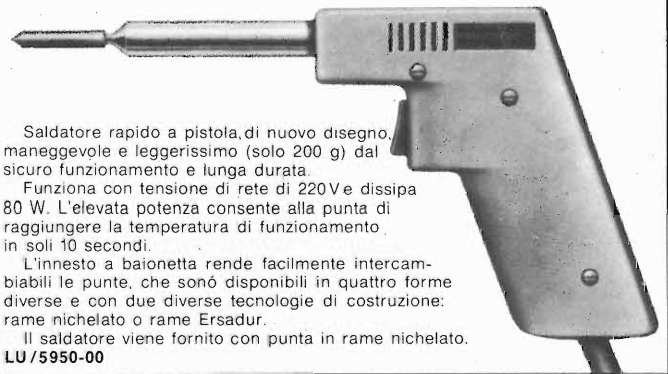 Saldatore rapido a pistola, di nuovo disegno,
maneggevole e leggerissimo (solo 200 g) dal
sicuro funzionamento e lunga durata.
Funziona con tensione di rete di 220 V e dissipa
80 W. L'elevata potenza consente alla punta di
raggiungere la temperatura di funzionamento
in soli 10 secondi.
L'innesto a baionetta rende facilmente intercam-
biabili le punte, che sonó disponibili in quattro forme
diverse e con due diverse tecnologie di costruzione:
rame nichelato o rame Ersadur.
Il saldatore viene fornito con punta in rame nichelato.
LU/5950-00